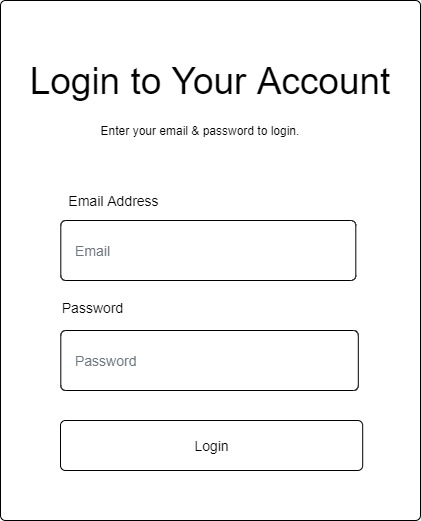 Login to Your Account
Enter your email & password to login.
Email Address
Email
Password
Password
Login